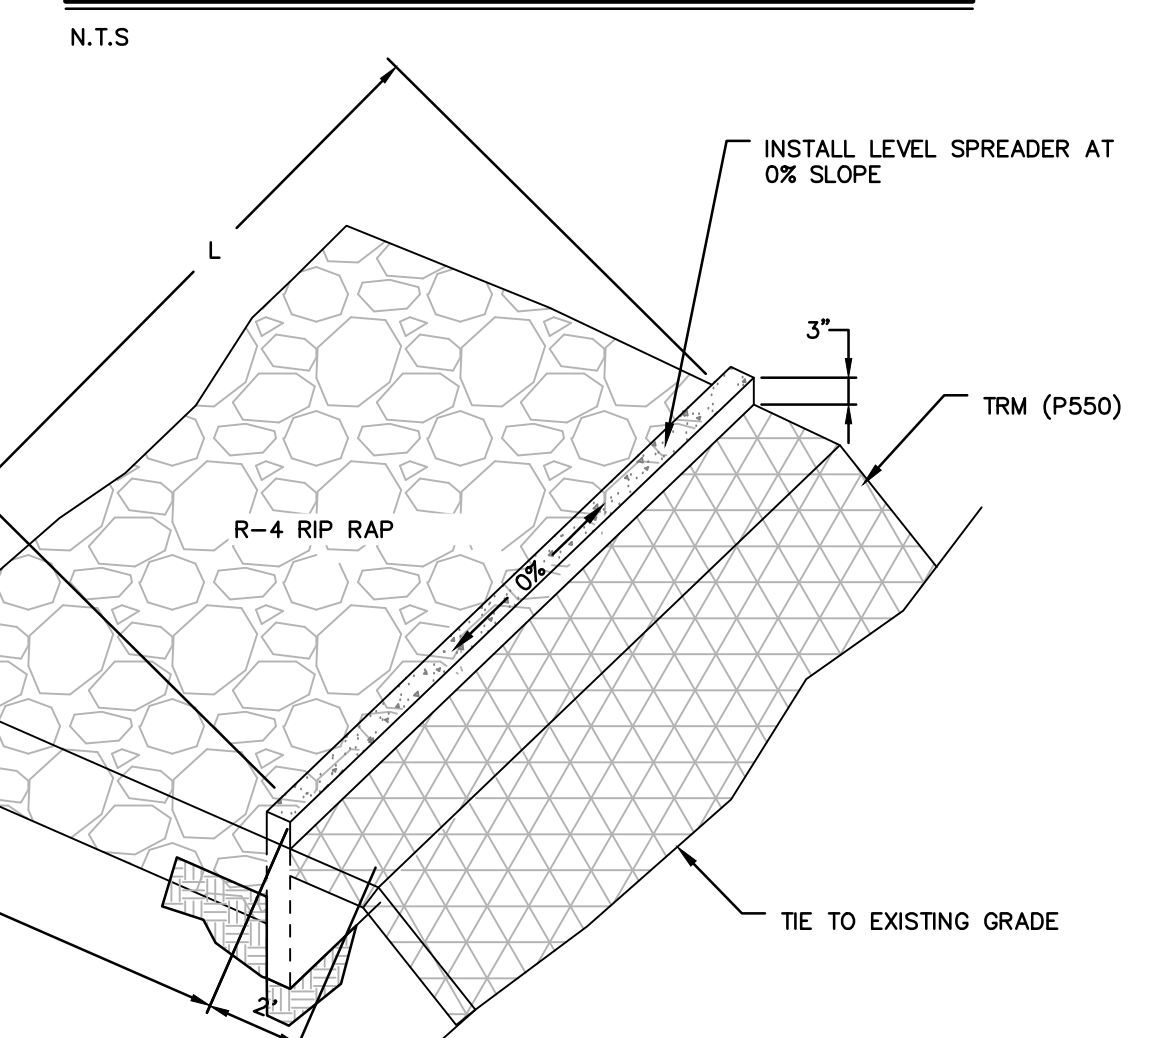 N.T.S
INSTALL LEVEL SPREADER AT
0% SLOPE
L
3"
TRM (P550)
R-4 RIP RAP
0%
TIE TO EXISTING GRADE
2'